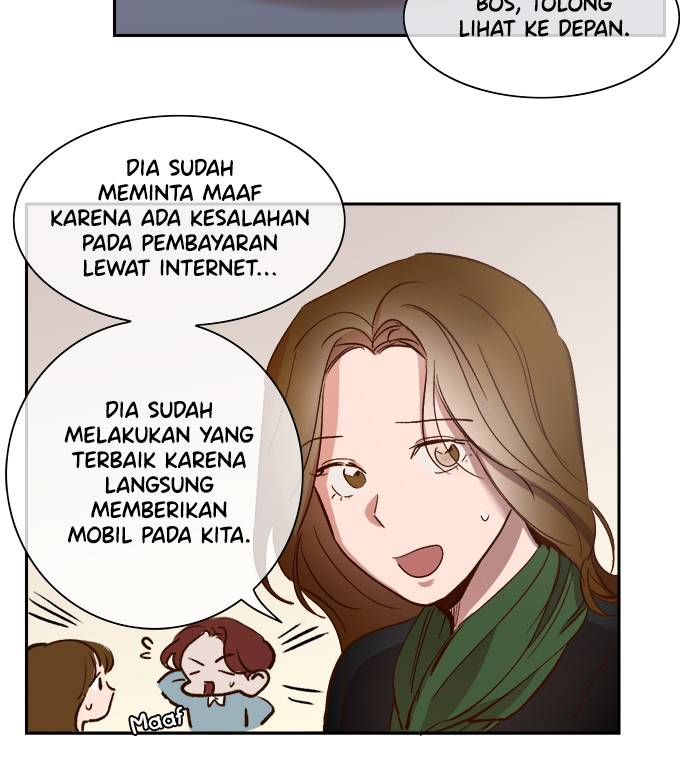 BOS, TOLONG
LIHAT KE DEPAN.
DIA SUDAH
MEMINTA MAAF
KARENA ADA KESALAHAN
PADA PEMBAYARAN
LEWAT INTERNET...
DIA SUDAH
MELAKUKAN YANG
TERBAIK KARENA
LANGSUNG
MEMBERIKAN
MOBIL PADA KITA.
Maaf